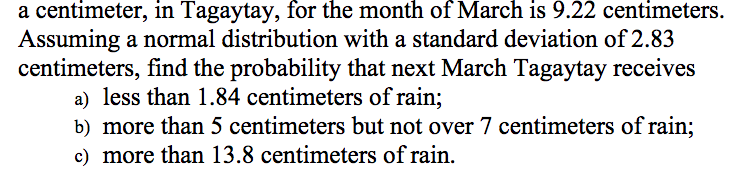 a centimeter, in Tagaytay, for the month of March is 9.22 centimeters.
Assuming a normal distribution with a standard deviation of 2.83
centimeters, find the probability that next March Tagaytay receives
a) less than 1.84 centimeters of rain;
b) more than 5 centimeters but not over 7 centimeters of rain;
c) more than 13.8 centimeters of rain.